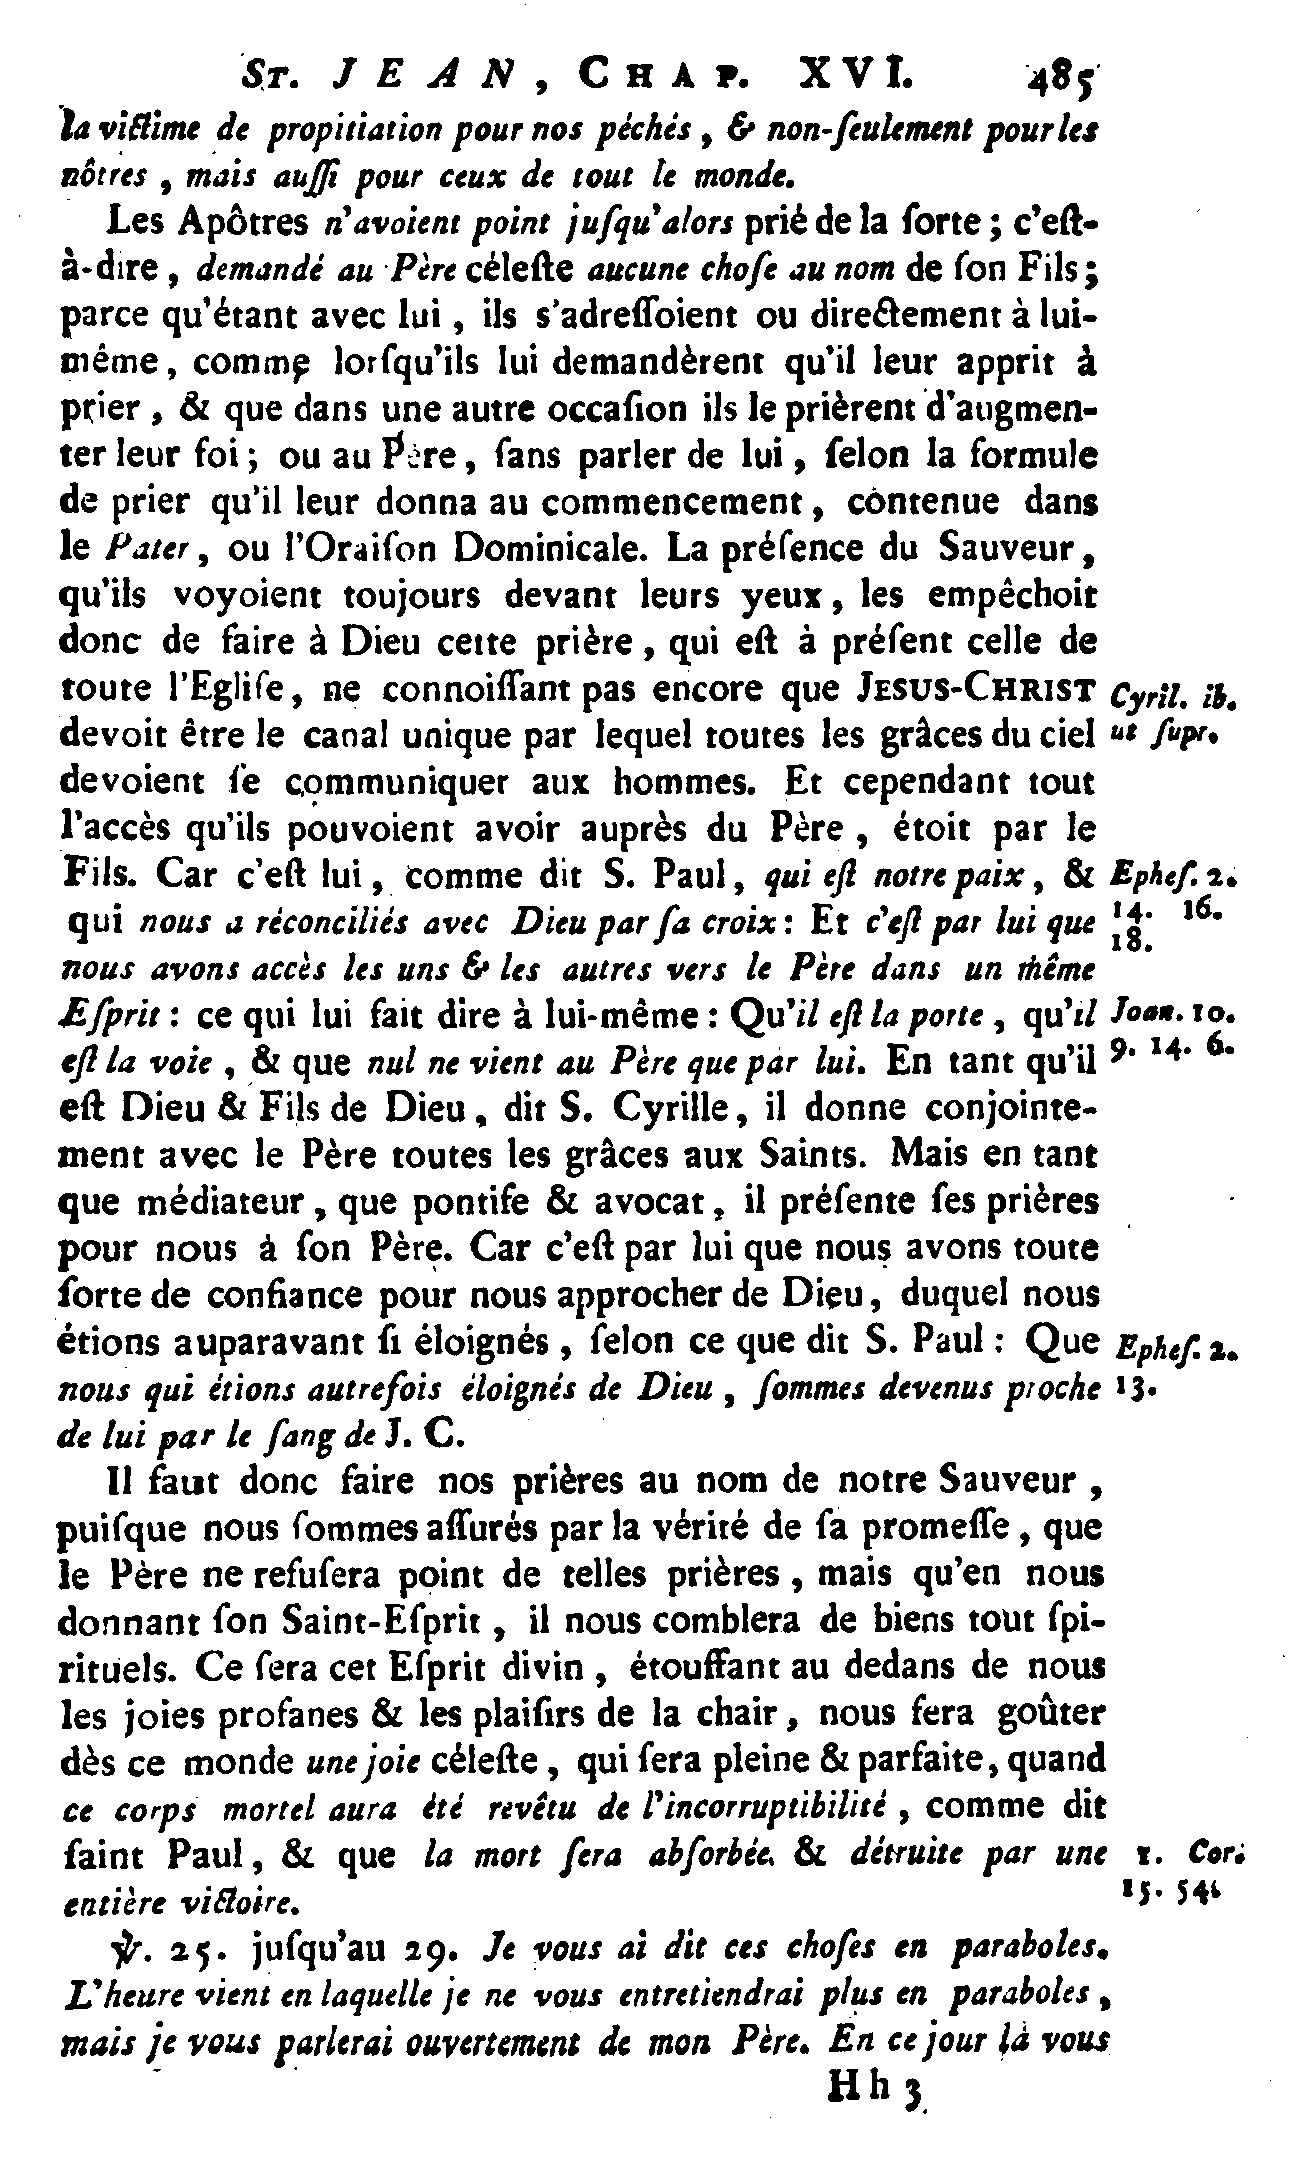 ST. JEAN, CHAP. XVI. 485
la victime de propitiation pour nos péchés, & non-ſeulement pour les
nôtres, mais auſſi pour ceux de tout le monde.
Les Apôtres n'avoient point juſqu'alors prié de la ſorte; c'eſt-
à-dire, demandé au Père céleſte aucune choſe au nom de ſon Fils;
parce qu'étant avec lui, ils s'adreſſoient ou directement à lui-
même, comme lorſqu'ils lui demandèrent qu'il leur apprit à
prier, & que dans une autre occaſion ils le prièrent d'augmen-
ter leur foi; ou au Père, ſans parler de lui, ſelon la formule
de prier qu'il leur donna au commencement, contenue dans
le Pater, ou l'Oraiſon Dominicale. La préſence du Sauveur,
qu'ils voyoient toujours devant leurs yeux, les empêchoit
donc de faire à Dieu cette prière, qui eſt à préſent celle de
toute l'Egliſe, ne connoiſſant pas encore que JESUS-CHRIST Cyril. ib.
devoit être le canal unique par lequel toutes les grâces du ciel ut ſupr.
devoient ſe communiquer aux hommes. Et cependant tout
l'accès qu'ils pouvoient avoir auprès du Père, étoit par le
Fils. Car c'eſt lui, comme dit S. Paul, qui eſt notre paix, & Epheſ. 2.
qui nous a réconciliés avec Dieu par ſa croix: Et c'eſt par lui que 14. 16.
18.
nous avons accès les uns & les autres vers le Père dans un même
Eſprit: ce qui lui fait dire à lui-même: Qu'il eſt la porte, qu'il Joan. 10.
eſt la voie, & que nul ne vient au Père que par lui. En tant qu'il 9. 14. 6.
eſt Dieu & Fils de Dieu, dit S. Cyrille, il donne conjointe-
ment avec le Père toutes les grâces aux Saints. Mais en tant
que médiateur, que pontife & avocat, il préſente ſes prières
pour nous à ſon Père. Car c'eſt par lui que nous avons toute
ſorte de confiance pour nous approcher de Dieu, duquel nous
étions auparavant ſi éloignés, ſelon ce que dit S. Paul: Que Epheſ. 2.
nous qui étions autrefois éloignés de Dieu, ſommes devenus proche 13.
de lui par le ſang de J. C.
Il faut donc faire nos prières au nom de notre Sauveur,
puiſque nous ſommes aſſurés par la vérité de ſa promeſſe, que
le Père ne refuſera point de telles prières, mais qu'en nous
donnant ſon Saint-Eſprit, il nous comblera de biens tout ſpi-
rituels. Ce ſera cet Eſprit divin, étouffant au dedans de nous
les joies profanes & les plaiſirs de la chair, nous fera goûter
dès ce monde une joie céleſte, qui ſera pleine & parfaite, quand
ce corps mortel aura été revêtu de l'incorruptibilité, comme dit
ſaint Paul, & que la mort ſera abſorbée & détruite par une 1. Cor.
entière victoire. 15. 54.
℣. 25. juſqu'au 29. Je vous ai dit ces choſes en paraboles.
L'heure vient en laquelle je ne vous entretiendrai plus en paraboles,
mais je vous parlerai ouvertement de mon Père. En ce jour là vous
Hh 3